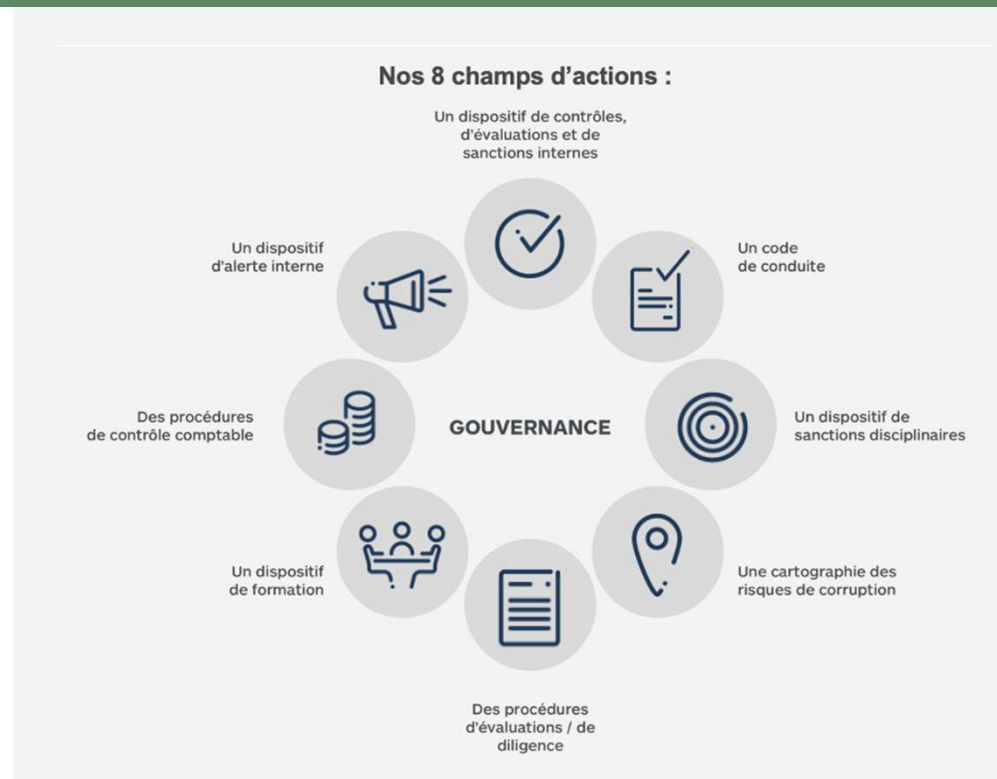 Nos 8 champs d'actions :
Un dispositif de contrôles,
d'évaluations et de
sanctions internes
Un dispositif
d'alerte interne
Un code
de conduite
Des procédures
de contrôle comptable
GOUVERNANCE
Un dispositif de
sanctions disciplinaires
Un dispositif
de formation
Une cartographie des
risques de corruption
Des procédures
d'évaluations / de
diligence